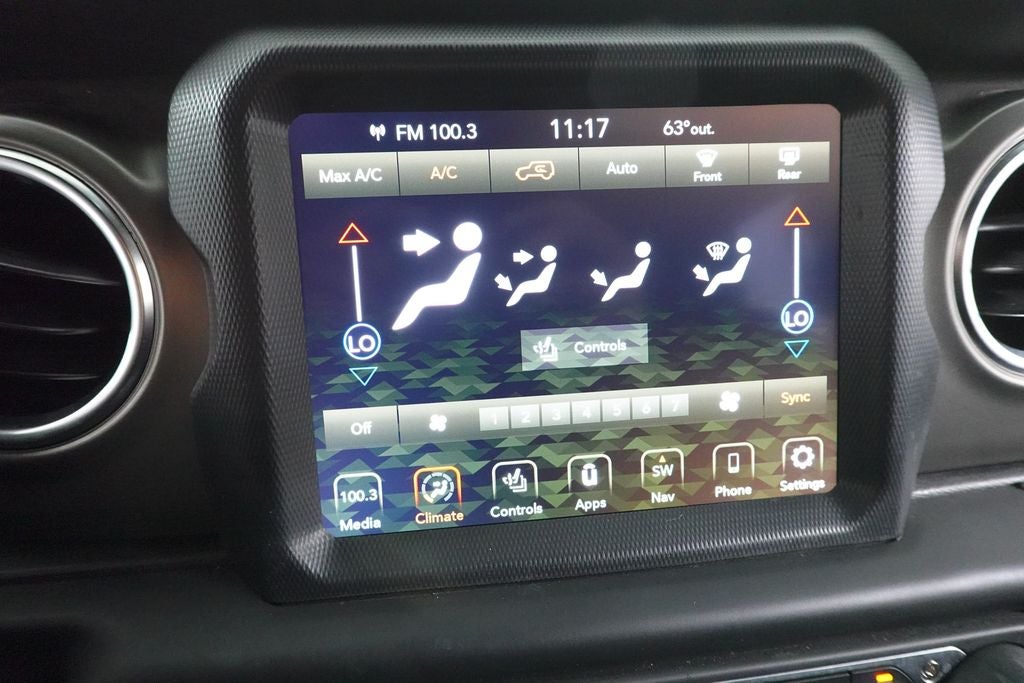 FM 100.3 11:17 63° out.
Max A/C A/C Auto Front Rear
LO LO
Controls
Off 1 2 3 4 5 6 7 Sync
100.3 SW
Media Climate Controls Apps Nav Phone Settings